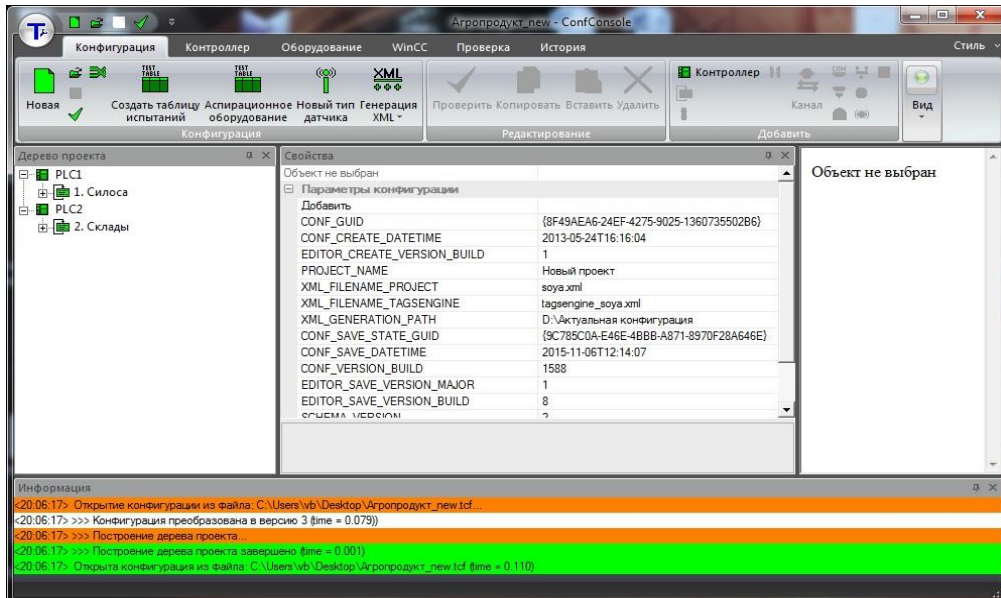 Агропродукт_new - ConfConsole
Конфигурация Контроллер Оборудование WinCC Проверка История Стиль
TEST TABLE TEST TABLE XML
Новая Создать таблицу испытаний Аспирационное оборудование Новый тип датчика Генерация XML Проверить Копировать Вставить Удалить Контроллер Канал Вид
Конфигурация Редактирование Добавить
Дерево проекта
PLC1
1. Силоса
PLC2
2. Склады
Свойства
Объект не выбран
Параметры конфигурации
Добавить
CONF_GUID {8F49AEA6-24EF-4275-9025-1360735502B6}
CONF_CREATE_DATETIME 2013-05-24T16:16:04
EDITOR_CREATE_VERSION_BUILD 1
PROJECT_NAME Новый проект
XML_FILENAME_PROJECT soya.xml
XML_FILENAME_TAGSENGINE tagsengine_soya.xml
XML_GENERATION_PATH D:\Актуальная конфигурация
CONF_SAVE_STATE_GUID {9C785C0A-E46E-4BBB-A871-8970F28A646E}
CONF_SAVE_DATETIME 2015-11-06T12:14:07
CONF_VERSION_BUILD 1588
EDITOR_SAVE_VERSION_MAJOR 1
EDITOR_SAVE_VERSION_BUILD 8
SCHEMA_VERSION 2
Объект не выбран
Информация
<20:06:17> Открытие конфигурации из файла: C:\Users\vb\Desktop\Агропродукт_new.tcf...
<20:06:17> >>> Конфигурация преобразована в версию 3 (time = 0.079))
<20:06:17> >>> Построение дерева проекта...
<20:06:17> >>> Построение дерева проекта завершено (time = 0.001)
<20:06:17> Открыта конфигурация из файла: C:\Users\vb\Desktop\Агропродукт_new.tcf (time = 0.110)